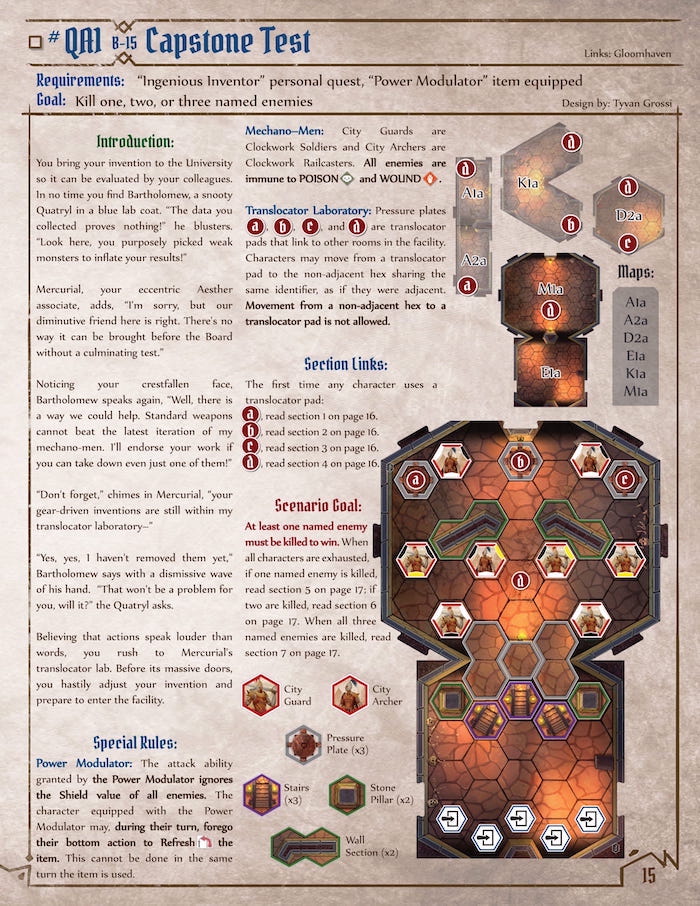 #QA1 B-15 Capstone Test
Links: Gloomhaven
Requirements: “Ingenious Inventor” personal quest, “Power Modulator” item equipped
Goal: Kill one, two, or three named enemies
Design by: Tyvan Grossi
Introduction:
You bring your invention to the University
so it can be evaluated by your colleagues.
In no time you find Bartholomew, a snooty
Quatryl in a blue lab coat. “The data you
collected proves nothing!” he blusters.
“Look here, you purposely picked weak
monsters to inflate your results!”
Mercurial, your eccentric Aesther
associate, adds, “I’m sorry, but our
diminutive friend here is right. There’s no
way it can be brought before the Board
without a culminating test.”
Noticing your crestfallen face,
Bartholomew speaks again, “Well, there is
a way we could help. Standard weapons
cannot beat the latest iteration of my
mechano-men. I’ll endorse your work if
you can take down even just one of them!”
“Don’t forget,” chimes in Mercurial, “your
gear-driven inventions are still within my
translocator laboratory–”
“Yes, yes, I haven’t removed them yet,”
Bartholomew says with a dismissive wave
of his hand. “That won’t be a problem for
you, will it?” the Quatryl asks.
Believing that actions speak louder than
words, you rush to Mercurial’s
translocator lab. Before its massive doors,
you hastily adjust your invention and
prepare to enter the facility.
Special Rules:
Power Modulator: The attack ability
granted by the Power Modulator ignores
the Shield value of all enemies. The
character equipped with the Power
Modulator may, during their turn, forego
their bottom action to Refresh the
item. This cannot be done in the same
turn the item is used.
Mechano–Men: City Guards are
Clockwork Soldiers and City Archers are
Clockwork Railcasters. All enemies are
immune to POISON and WOUND.
Translocator Laboratory: Pressure plates
a, b, c, and d are translocator
pads that link to other rooms in the facility.
Characters may move from a translocator
pad to the non-adjacent hex sharing the
same identifier, as if they were adjacent.
Movement from a non-adjacent hex to a
translocator pad is not allowed.
Section Links:
The first time any character uses a
translocator pad:
a, read section 1 on page 16.
b, read section 2 on page 16.
c, read section 3 on page 16.
d, read section 4 on page 16.
Scenario Goal:
At least one named enemy
must be killed to win. When
all characters are exhausted,
if one named enemy is killed,
read section 5 on page 17; if
two are killed, read section 6
on page 17. When all three
named enemies are killed, read
section 7 on page 17.
City
Guard
City
Archer
Pressure
Plate (x3)
Stairs
(x3)
Stone
Pillar (x2)
Wall
Section (x2)
d
A1a
A2a
a
K1a
d
b
d
D2a
c
M1a
d
E1a
Maps:
A1a
A2a
D2a
E1a
K1a
M1a
a
b
c
d
15